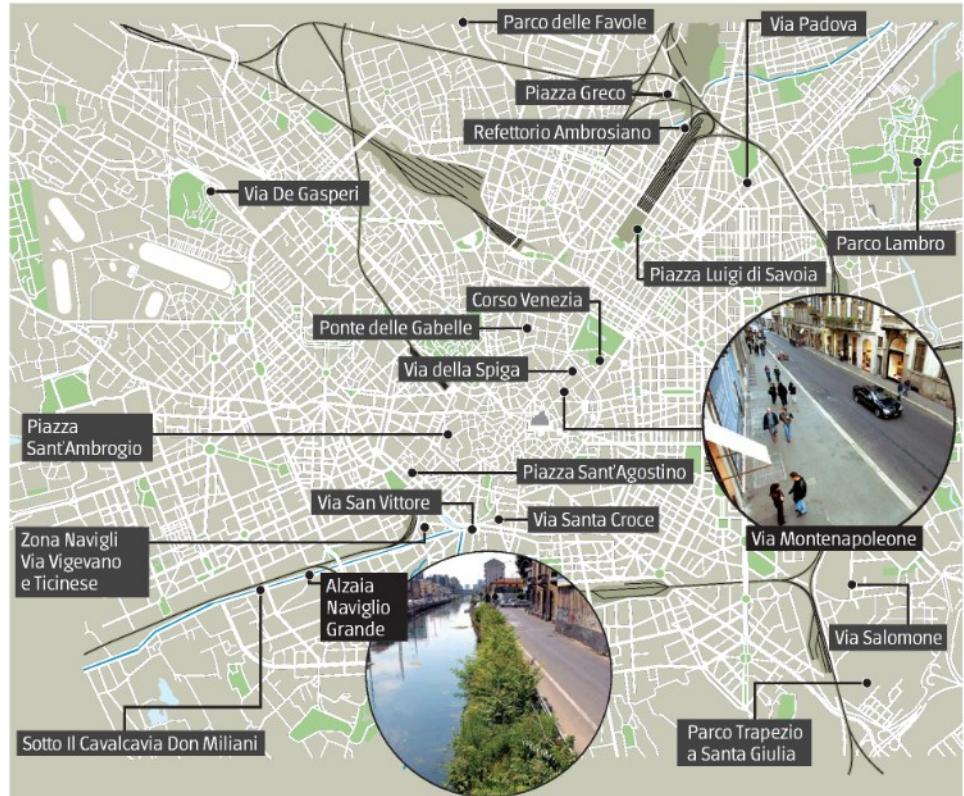 Parco delle Favole
Via Padova
Piazza Greco
Refettorio Ambrosiano
Via De Gasperi
Parco Lambro
Piazza Luigi di Savoia
Corso Venezia
Ponte delle Gabelle
Via della Spiga
Piazza
Sant'Ambrogio
Piazza Sant'Agostino
Via San Vittore
Via Santa Croce
Zona Navigli
Via Vigevano
e Ticinese
Via Montenapoleone
Alzaia
Naviglio
Grande
Via Salomone
Sotto Il Cavalcavia Don Miliani
Parco Trapezio
a Santa Giulia